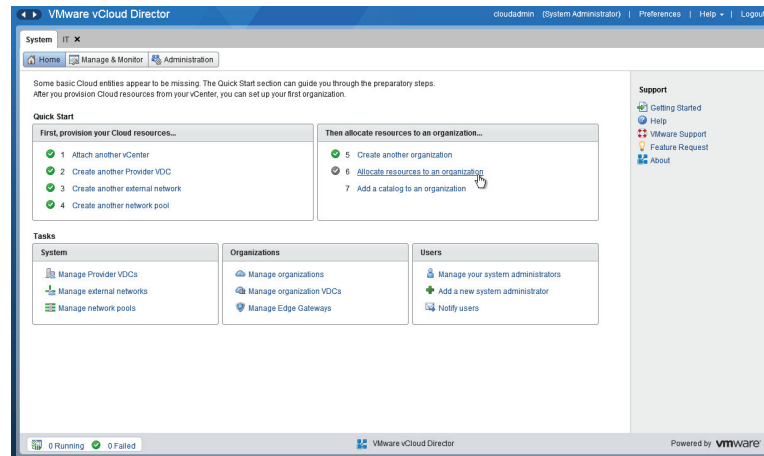 VMware vCloud Director
cloudadmin (System Administrator) | Preferences | Help | Logout
System IT
Home Manage & Monitor Administration
Some basic Cloud entities appear to be missing. The Quick Start section can guide you through the preparatory steps.
After you provision Cloud resources from your vCenter, you can set up your first organization.
Quick Start
First, provision your Cloud resources...
1 Attach another vCenter
2 Create another Provider VDC
3 Create another external network
4 Create another network pool
Then allocate resources to an organization...
5 Create another organization
6 Allocate resources to an organization
7 Add a catalog to an organization
Tasks
System
Manage Provider VDCs
Manage external networks
Manage network pools
Organizations
Manage organizations
Manage organization VDCs
Manage Edge Gateways
Users
Manage your system administrators
Add a new system administrator
Notify users
Support
Getting Started
Help
VMware Support
Feature Request
About
0 Running 0 Failed
VMware vCloud Director
Powered by vmware